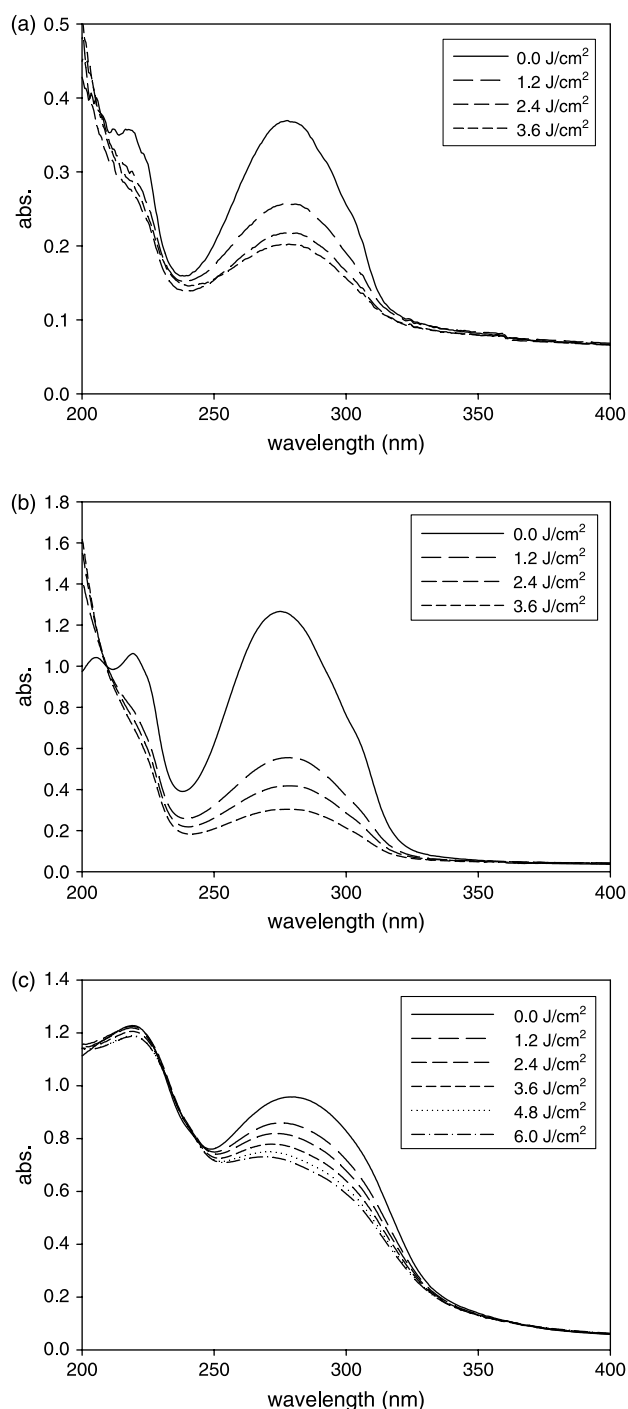 (a)
0.5
0.4
0.3
0.2
0.1
0.0
abs.
0.0 J/cm²
1.2 J/cm²
2.4 J/cm²
3.6 J/cm²
200 250 300 350 400
wavelength (nm)
(b)
1.8
1.6
1.4
1.2
1.0
0.8
0.6
0.4
0.2
0.0
abs.
0.0 J/cm²
1.2 J/cm²
2.4 J/cm²
3.6 J/cm²
200 250 300 350 400
wavelength (nm)
(c)
1.4
1.2
1.0
0.8
0.6
0.4
0.2
0.0
abs.
0.0 J/cm²
1.2 J/cm²
2.4 J/cm²
3.6 J/cm²
4.8 J/cm²
6.0 J/cm²
200 250 300 350 400
wavelength (nm)